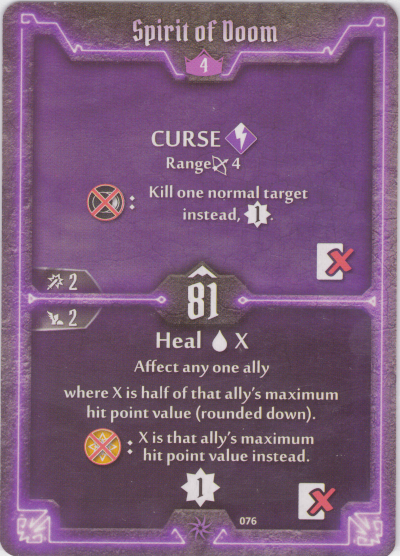 Spirit of Doom
4
CURSE
Range 4
: Kill one normal target
instead, 1.
2
81
2
Heal X
Affect any one ally
where X is half of that ally's maximum
hit point value (rounded down).
: X is that ally's maximum
hit point value instead.
1
076